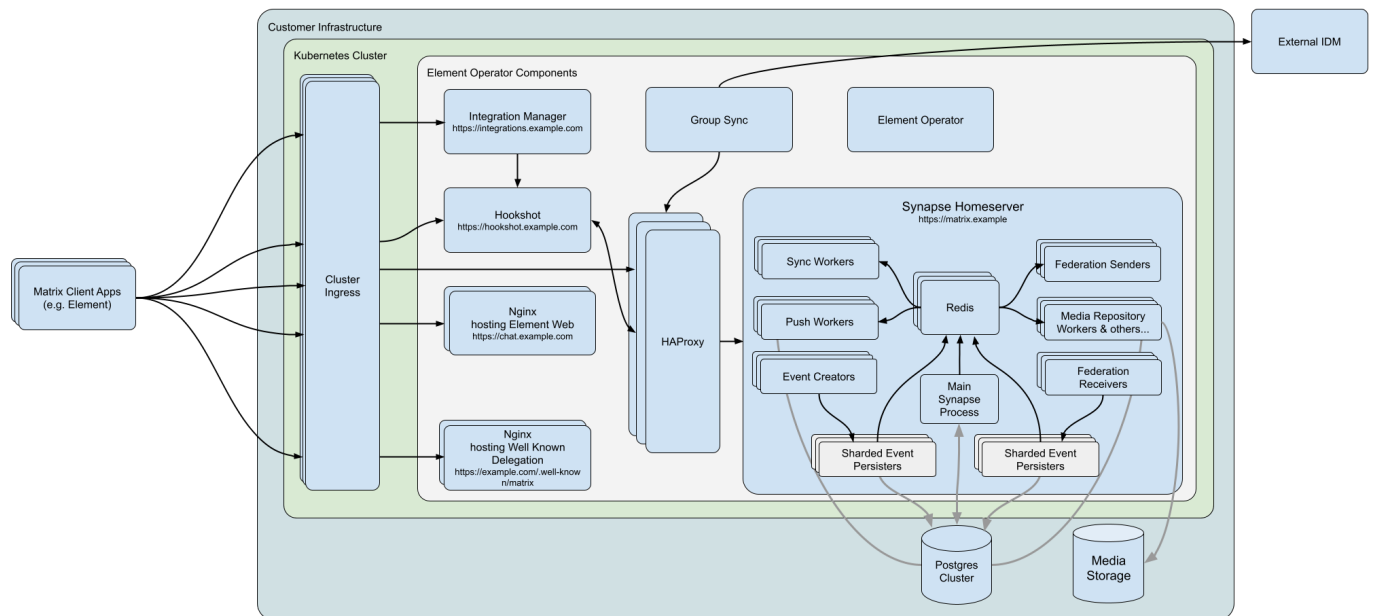 Customer Infrastructure
External IDM
Kubernetes Cluster
Element Operator Components
Integration Manager
https://integrations.example.com
Group Sync
Element Operator
Hookshot
https://hookshot.example.com
Synapse Homeserver
https://matrix.example
Matrix Client Apps
(e.g. Element)
Cluster
Ingress
Nginx
hosting Element Web
https://chat.example.com
HAProxy
Sync Workers
Federation Senders
Redis
Push Workers
Media Repository
Workers & others...
Event Creators
Main
Synapse
Process
Federation
Receivers
Sharded Event
Persisters
Sharded Event
Persisters
Nginx
hosting Well Known
Delegation
https://example.com/.well-know
n/matrix
Postgres
Cluster
Media
Storage